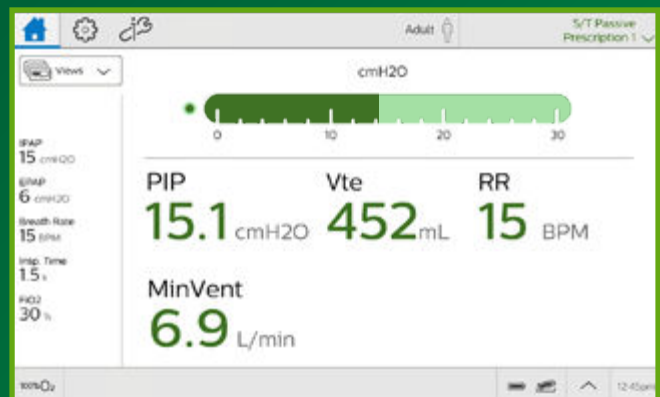 Adult
S/T Passive
Prescription 1
Views
cmH2O
0 10 20 30
IPAP
15 cmH2O
EPAP
6 cmH2O
Breath Rate
15 BPM
Insp. Time
1.5 s
FiO2
30 %
PIP
15.1 cmH2O
Vte
452 mL
RR
15 BPM
MinVent
6.9 L/min
100% O₂
12:45pm